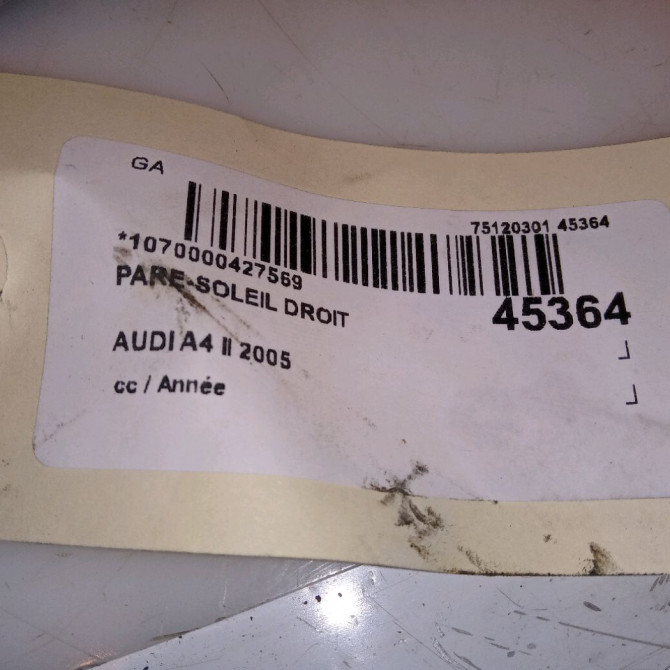 GA
75120301 45364
*1070000427569
PARE-SOLEIL DROIT
45364
AUDI A4 II 2005
cc / Année